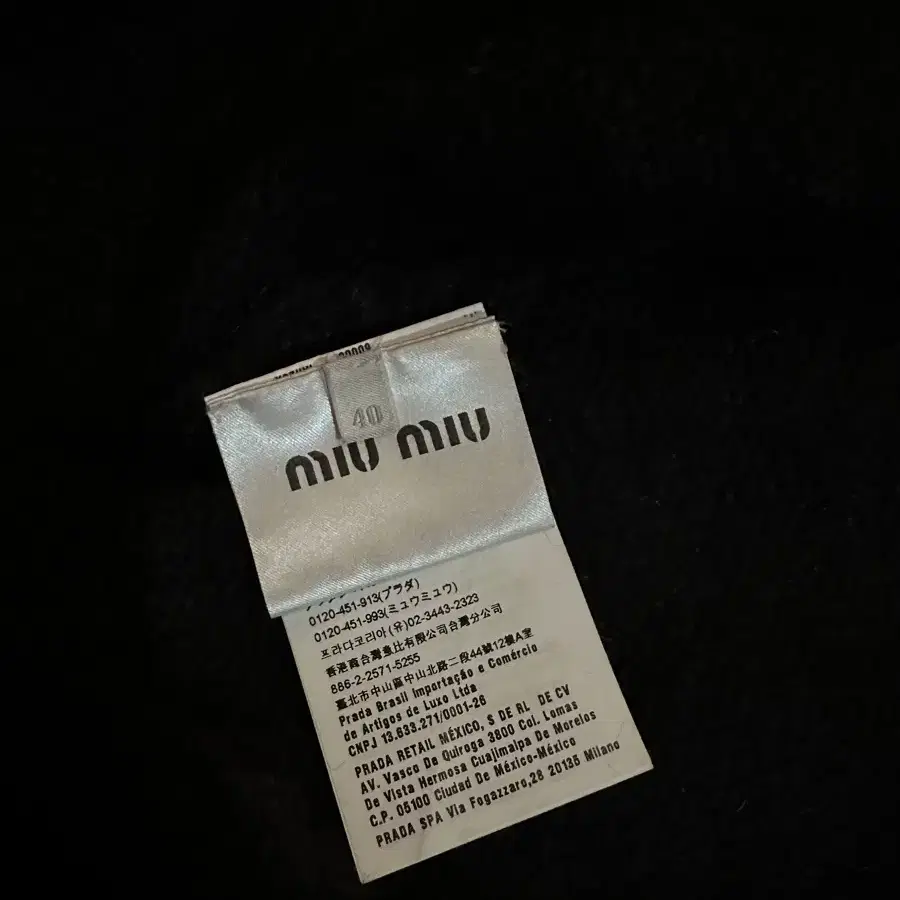 40
miu miu
0120-451-913(プラダ)
0120-451-993(ミュウミュウ)
프라다코리아(유)02-3443-2323
香港商台灣普比有限公司台灣分公司
886-2-2571-5255
臺北市中山區中山北路二段44號12樓A室
Prada Brasil Importação e Comércio
de Artigos de Luxo Ltda
CNPJ 13.633.271/0001-26
PRADA RETAIL MÉXICO, S DE RL DE CV
AV. Vasco De Quiroga 3800 Col. Lomas
De Vista Hermosa Cuajimalpa De Morelos
C.P. 05100 Ciudad De México-México
PRADA SPA Via Fogazzaro,28 20135 Milano